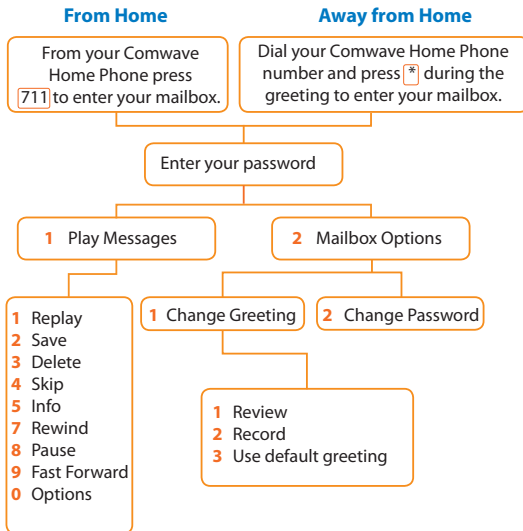 From Home
From your Comwave
Home Phone press
711 to enter your mailbox.
Away from Home
Dial your Comwave Home Phone
number and press * during the
greeting to enter your mailbox.
Enter your password
1 Play Messages
2 Mailbox Options
1 Replay
2 Save
3 Delete
4 Skip
5 Info
7 Rewind
8 Pause
9 Fast Forward
0 Options
1 Change Greeting
2 Change Password
1 Review
2 Record
3 Use default greeting